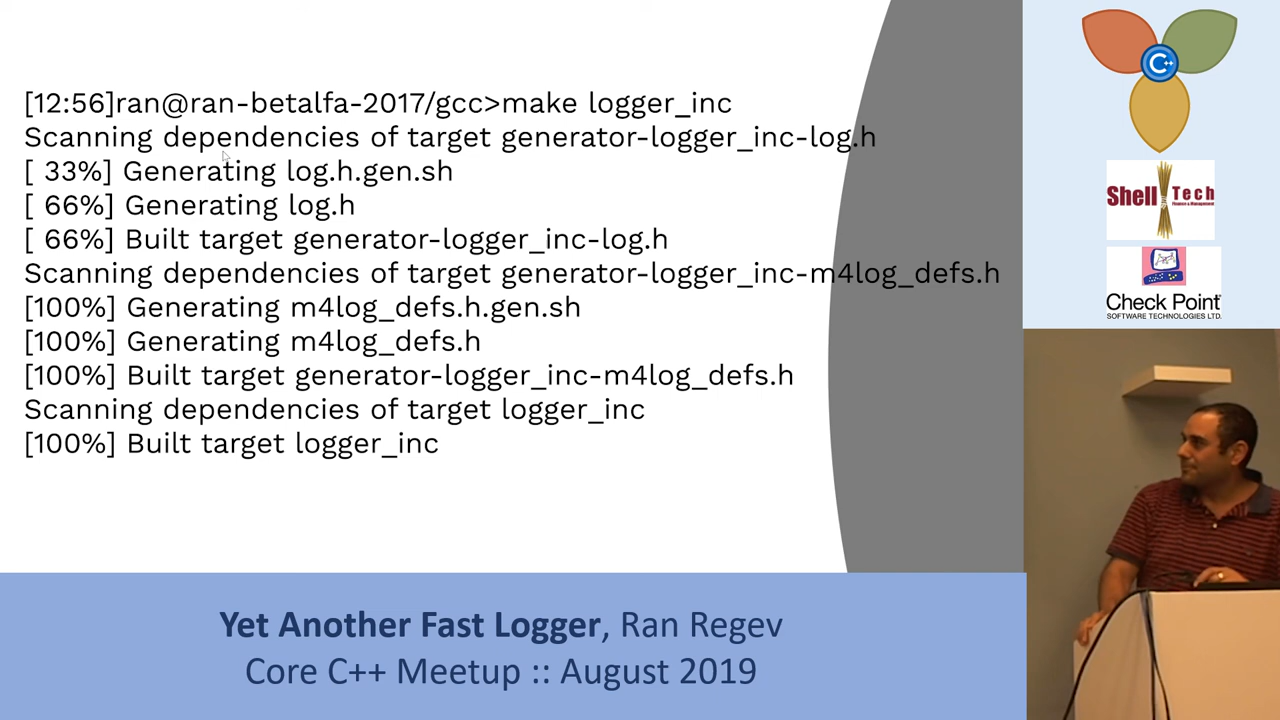 [12:56]ran@ran-betalfa-2017/gcc>make logger_inc
Scanning dependencies of target generator-logger_inc-log.h
[ 33%] Generating log.h.gen.sh
[ 66%] Generating log.h
[ 66%] Built target generator-logger_inc-log.h
Scanning dependencies of target generator-logger_inc-m4log_defs.h
[100%] Generating m4log_defs.h.gen.sh
[100%] Generating m4log_defs.h
[100%] Built target generator-logger_inc-m4log_defs.h
Scanning dependencies of target logger_inc
[100%] Built target logger_inc
C++
Shell Tech
Finance & Management
Check Point
SOFTWARE TECHNOLOGIES LTD.
Yet Another Fast Logger, Ran Regev
Core C++ Meetup :: August 2019